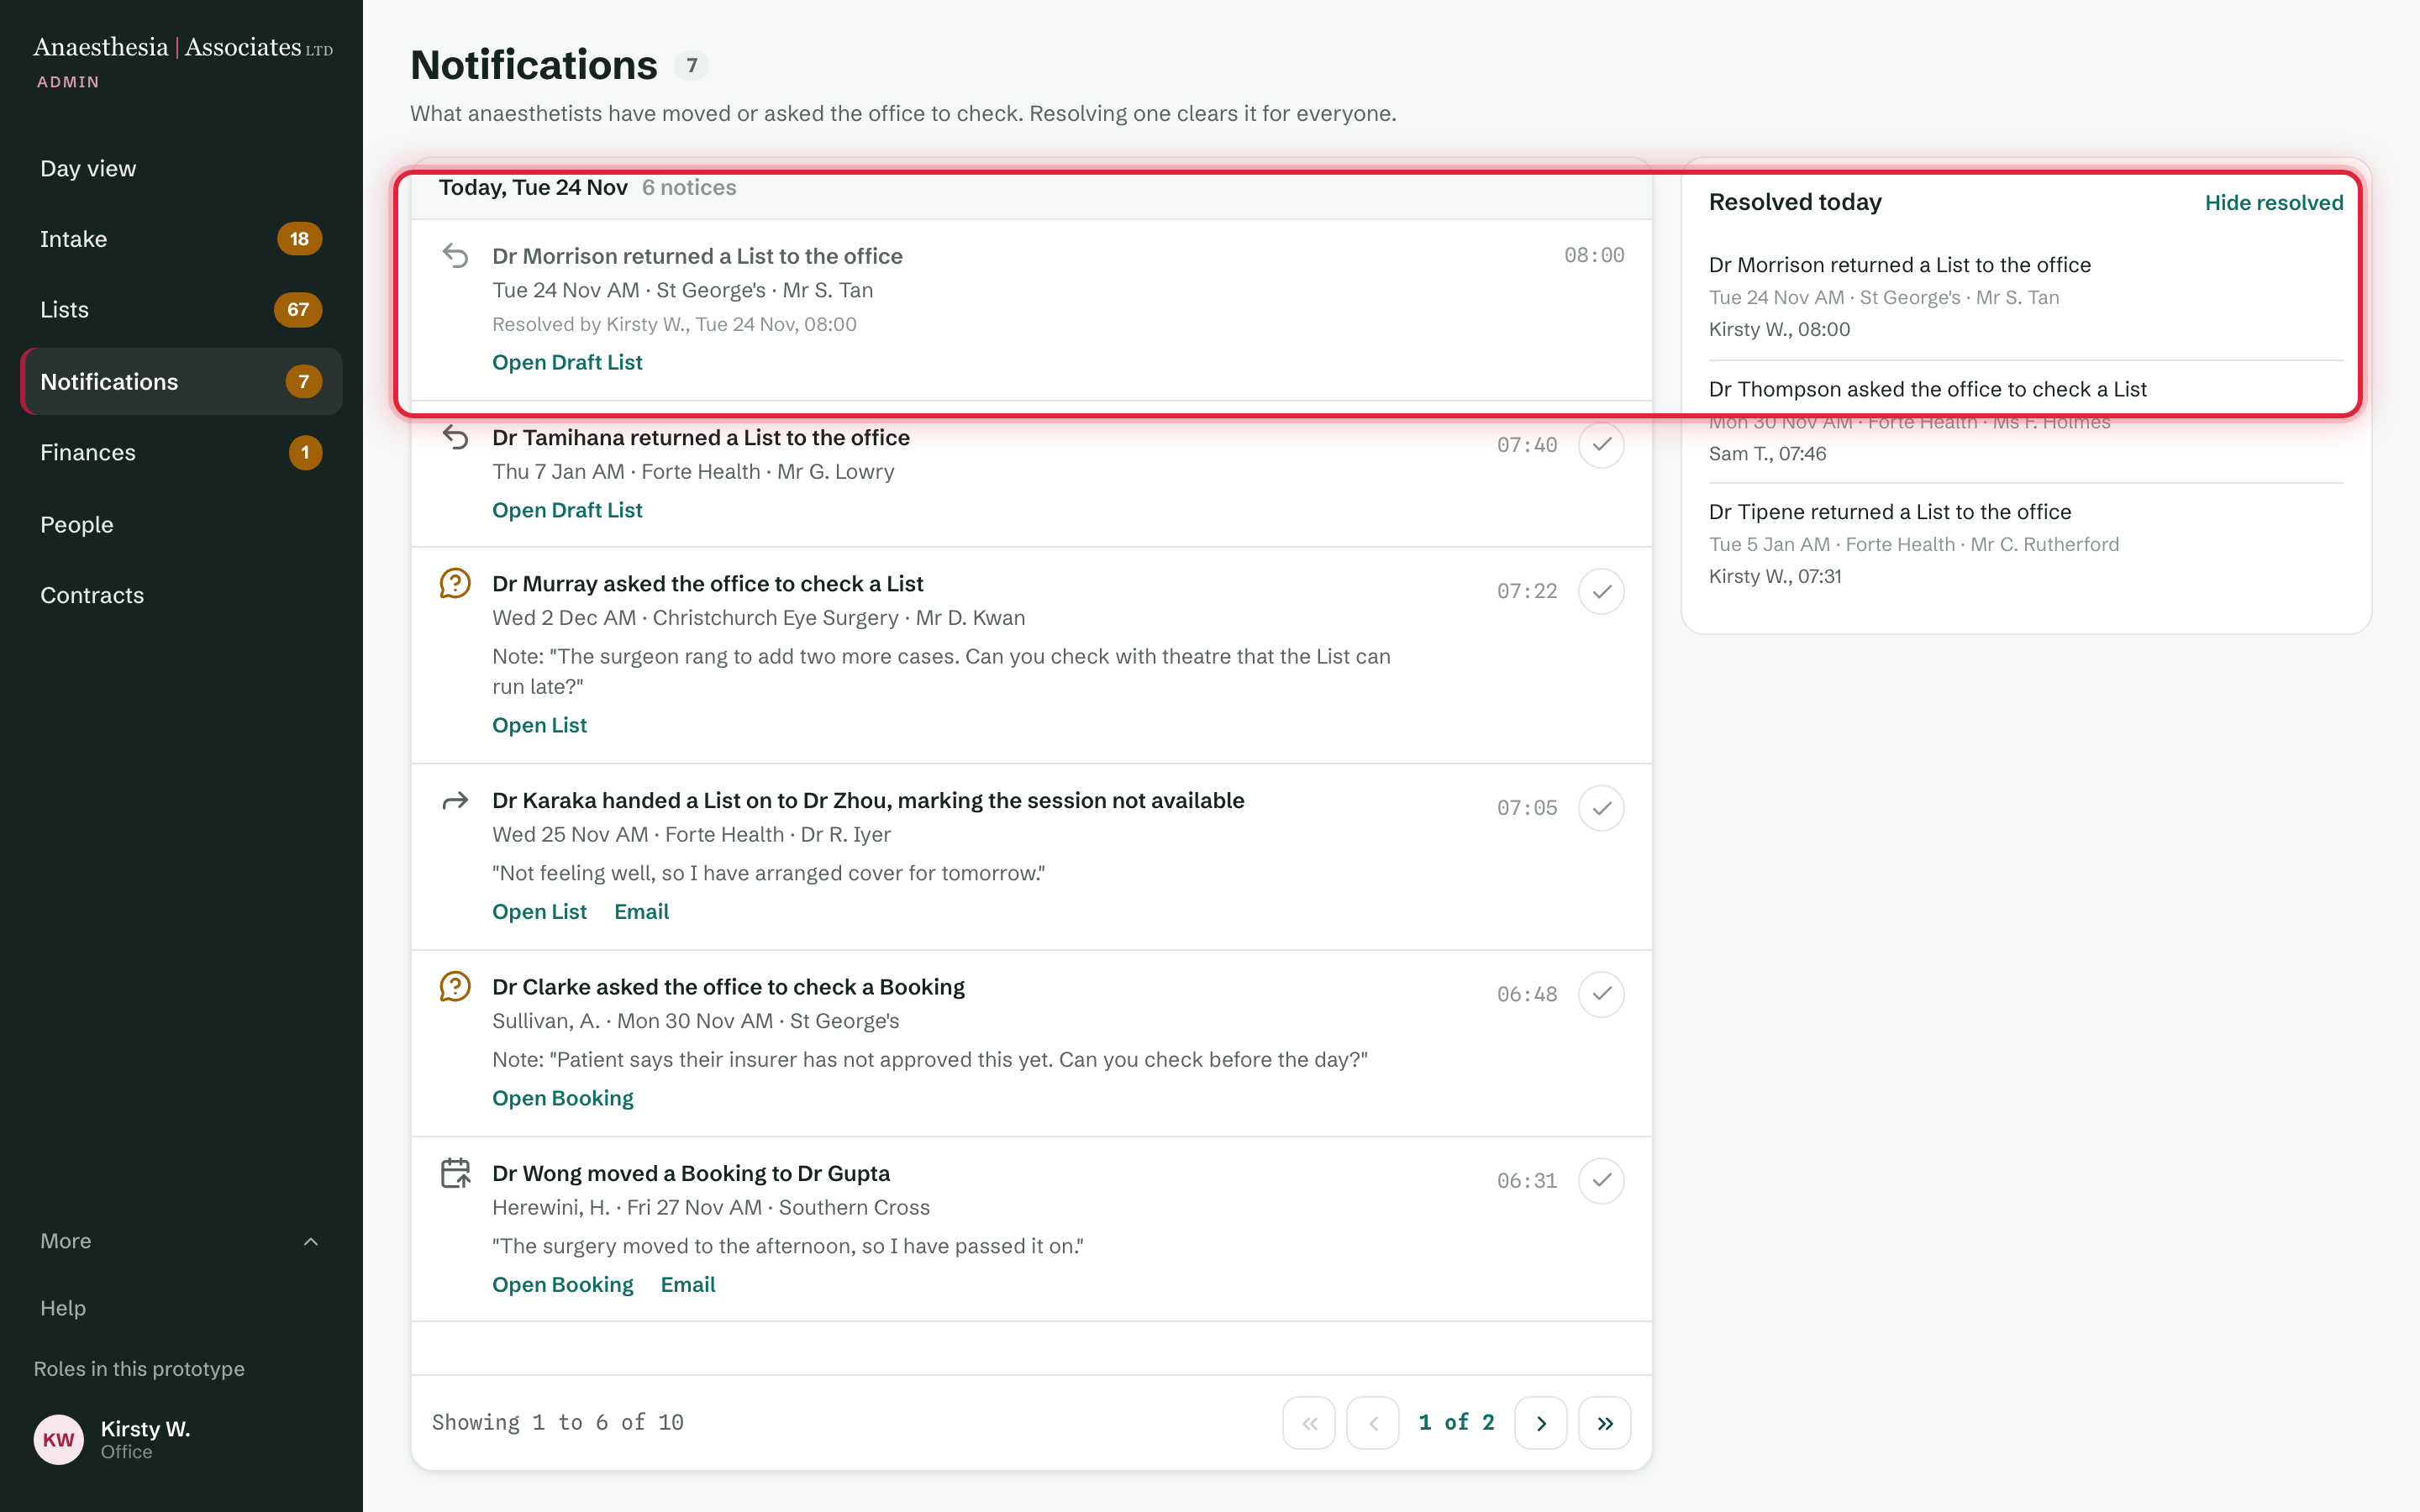 Anaesthesia | Associates LTD
ADMIN
Day view
Intake 18
Lists 67
Notifications 7
Finances 1
People
Contracts
More
Help
Roles in this prototype
KW
Kirsty W.
Office
Notifications 7
What anaesthetists have moved or asked the office to check. Resolving one clears it for everyone.
Today, Tue 24 Nov 6 notices
Dr Morrison returned a List to the office 08:00
Tue 24 Nov AM · St George's · Mr S. Tan
Resolved by Kirsty W., Tue 24 Nov, 08:00
Open Draft List
Dr Tamihana returned a List to the office 07:40
Thu 7 Jan AM · Forte Health · Mr G. Lowry
Open Draft List
Dr Murray asked the office to check a List 07:22
Wed 2 Dec AM · Christchurch Eye Surgery · Mr D. Kwan
Note: "The surgeon rang to add two more cases. Can you check with theatre that the List can
run late?"
Open List
Dr Karaka handed a List on to Dr Zhou, marking the session not available 07:05
Wed 25 Nov AM · Forte Health · Dr R. Iyer
"Not feeling well, so I have arranged cover for tomorrow."
Open List Email
Dr Clarke asked the office to check a Booking 06:48
Sullivan, A. · Mon 30 Nov AM · St George's
Note: "Patient says their insurer has not approved this yet. Can you check before the day?"
Open Booking
Dr Wong moved a Booking to Dr Gupta 06:31
Herewini, H. · Fri 27 Nov AM · Southern Cross
"The surgery moved to the afternoon, so I have passed it on."
Open Booking Email
Showing 1 to 6 of 10
« ‹ 1 of 2 › »
Resolved today Hide resolved
Dr Morrison returned a List to the office
Tue 24 Nov AM · St George's · Mr S. Tan
Kirsty W., 08:00
Dr Thompson asked the office to check a List
Mon 30 Nov AM · Forte Health · Ms F. Holmes
Sam T., 07:46
Dr Tipene returned a List to the office
Tue 5 Jan AM · Forte Health · Mr C. Rutherford
Kirsty W., 07:31